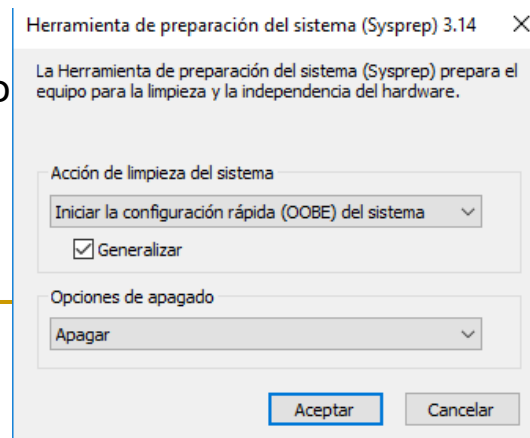 Herramienta de preparación del sistema (Sysprep) 3.14
La Herramienta de preparación del sistema (Sysprep) prepara el
o
equipo para la limpieza y la independencia del hardware.
Acción de limpieza del sistema
Iniciar la configuración rápida (OOBE) del sistema
Generalizar
Opciones de apagado
Apagar
Aceptar Cancelar